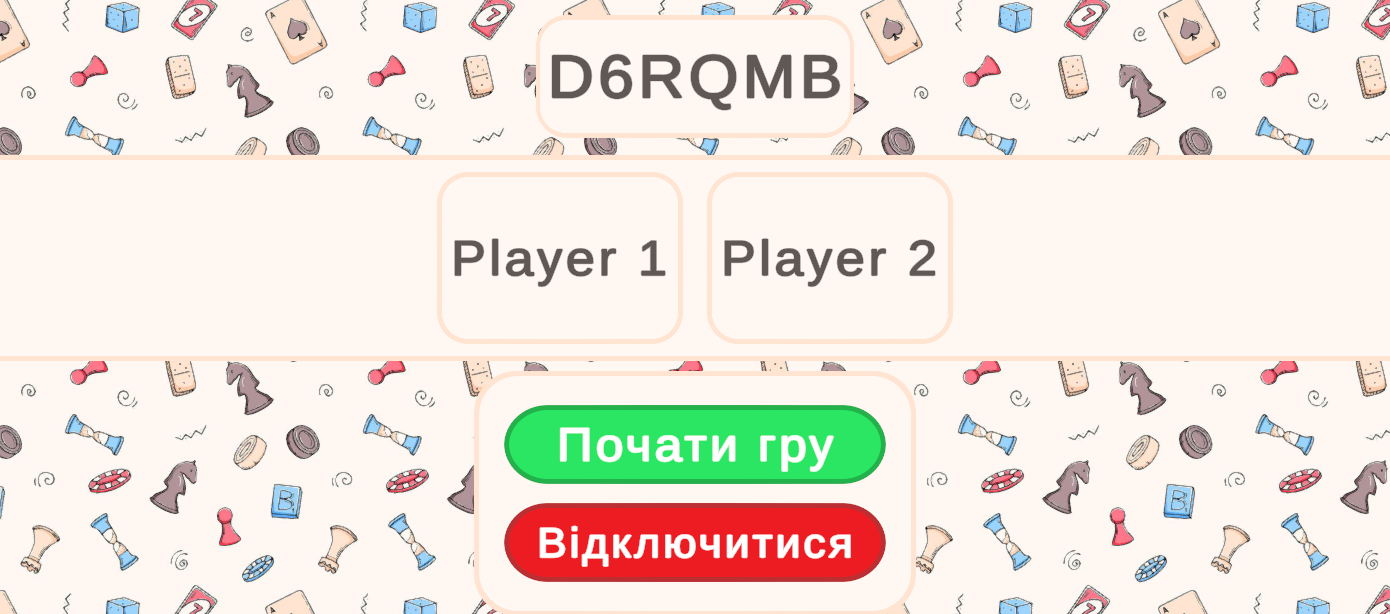 D6RQMB
Player 1
Player 2
Почати гру
Відключитися